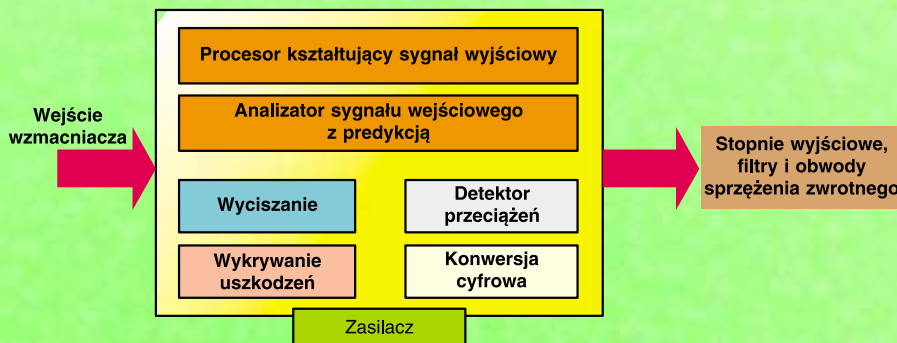 Procesor kształtujący sygnał wyjściowy
Analizator sygnału wejściowego
z predykcją
Wejście
wzmacniacza
Stopnie wyjściowe,
filtry i obwody
sprzężenia zwrotnego
Wyciszanie
Detektor
przeciążeń
Wykrywanie
uszkodzeń
Konwersja
cyfrowa
Zasilacz